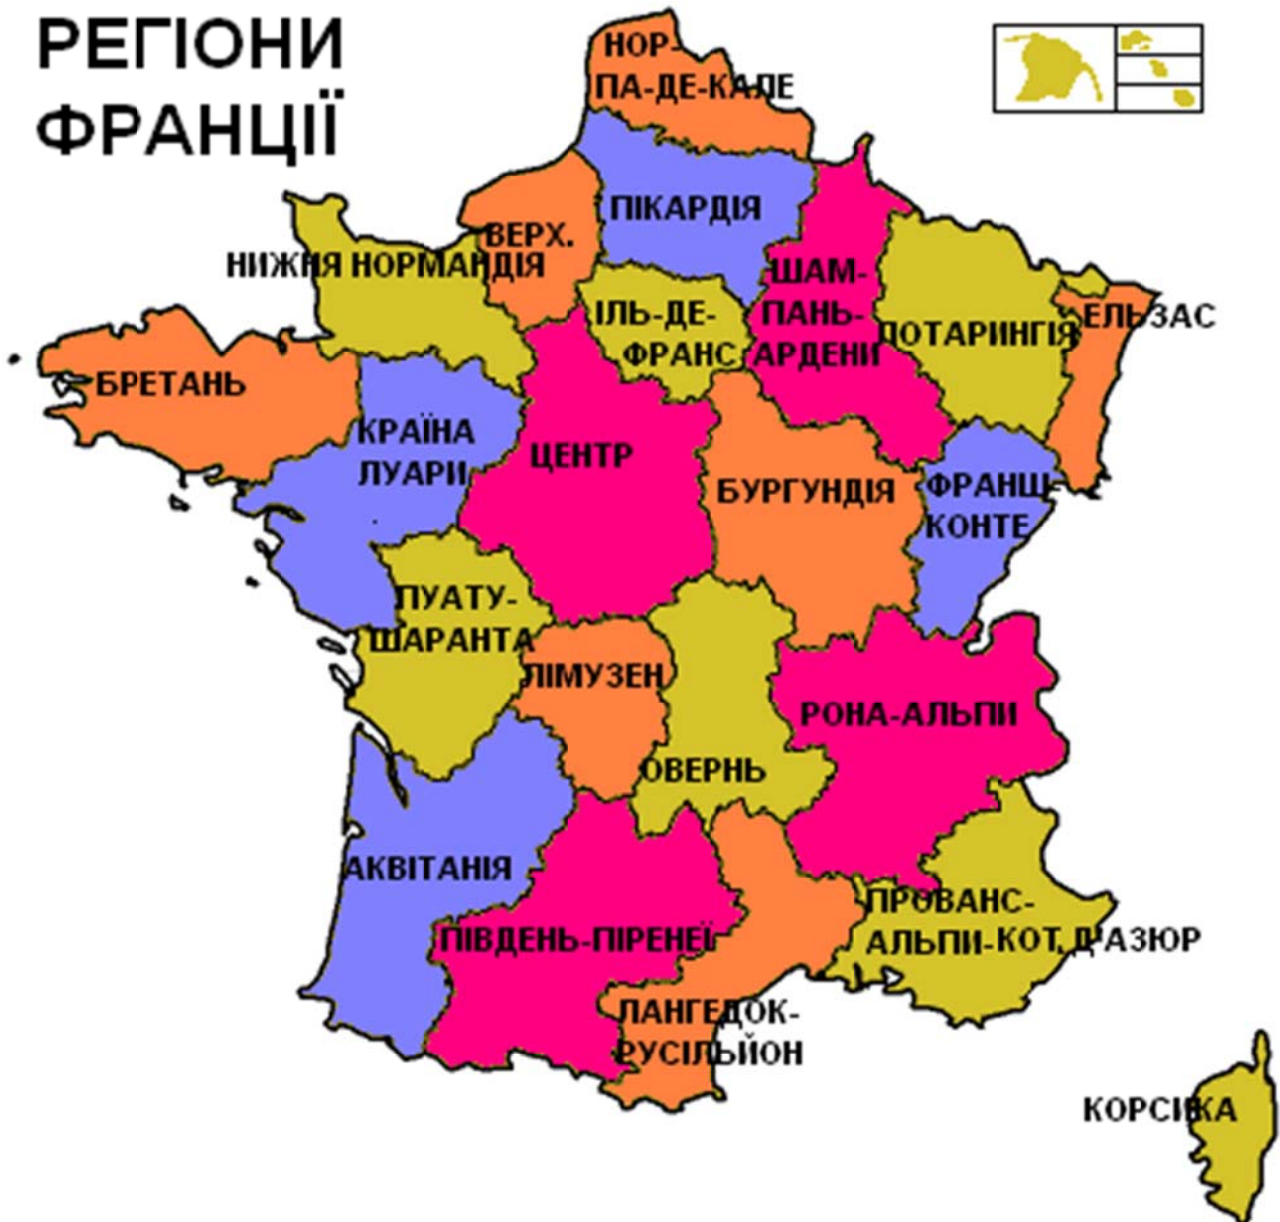 РЕГІОНИ
ФРАНЦІЇ
НОР-
ПА-ДЕ-КАЛЕ
ПІКАРДІЯ
ВЕРХ.
НИЖНЯ НОРМАНДІЯ
ШАМ-
ПАНЬ-
АРДЕНИ
ІЛЬ-ДЕ-
ФРАНС
ЛОТАРИНГІЯ
ЕЛЬЗАС
БРЕТАНЬ
КРАЇНА
ЛУАРИ
ЦЕНТР
БУРГУНДІЯ
ФРАНШ-
КОНТЕ
ПУАТУ-
ШАРАНТА
ЛІМУЗЕН
РОНА-АЛЬПИ
ОВЕРНЬ
АКВІТАНІЯ
ПРОВАНС-
АЛЬПИ-КОТ Д'АЗЮР
ПІВДЕНЬ-ПІРЕНЕЇ
ЛАНГЕДОК-
РУСІЛЬЙОН
КОРСИКА